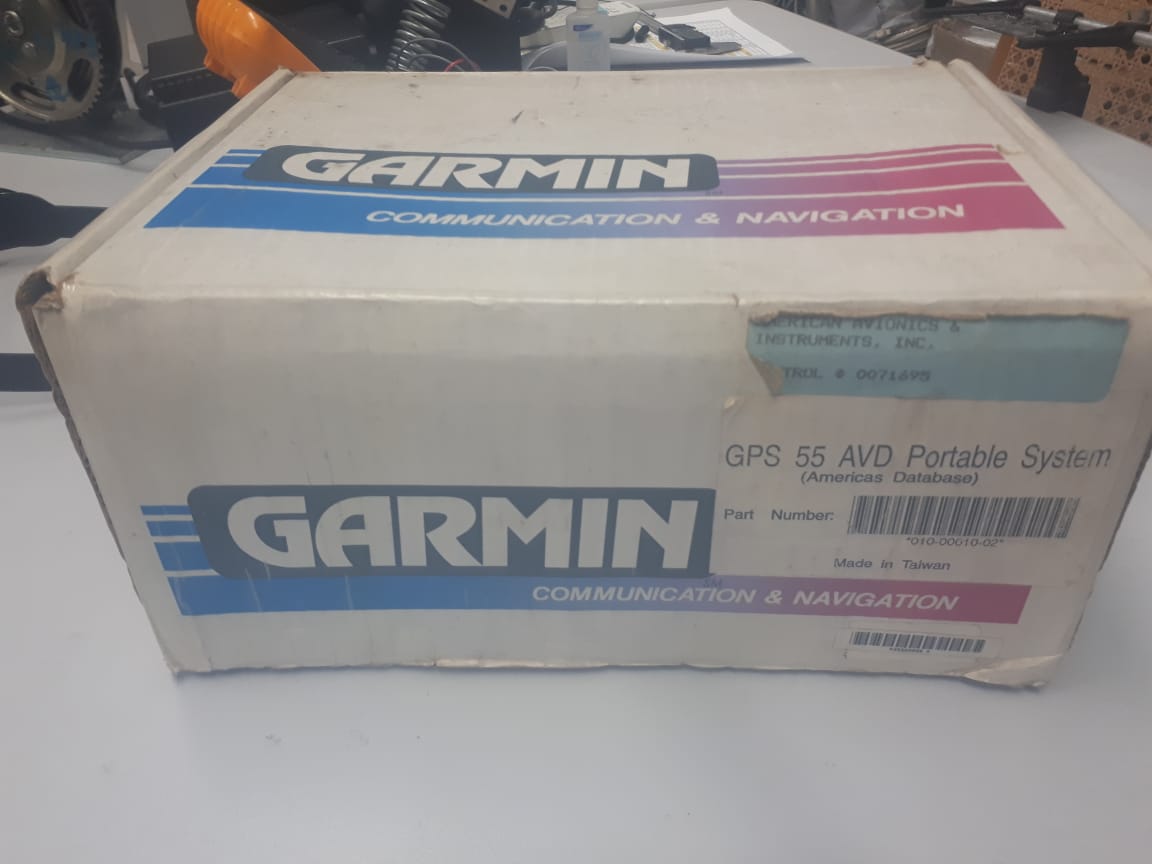 GARMIN
COMMUNICATION & NAVIGATION
AVIONICS &
INSTRUMENTS, INC.
# 0071695
GPS 55 AVD Portable System
(Americas Database)
Part Number:
*010-00010-02*
Made in Taiwan
GARMIN
SM
COMMUNICATION & NAVIGATION